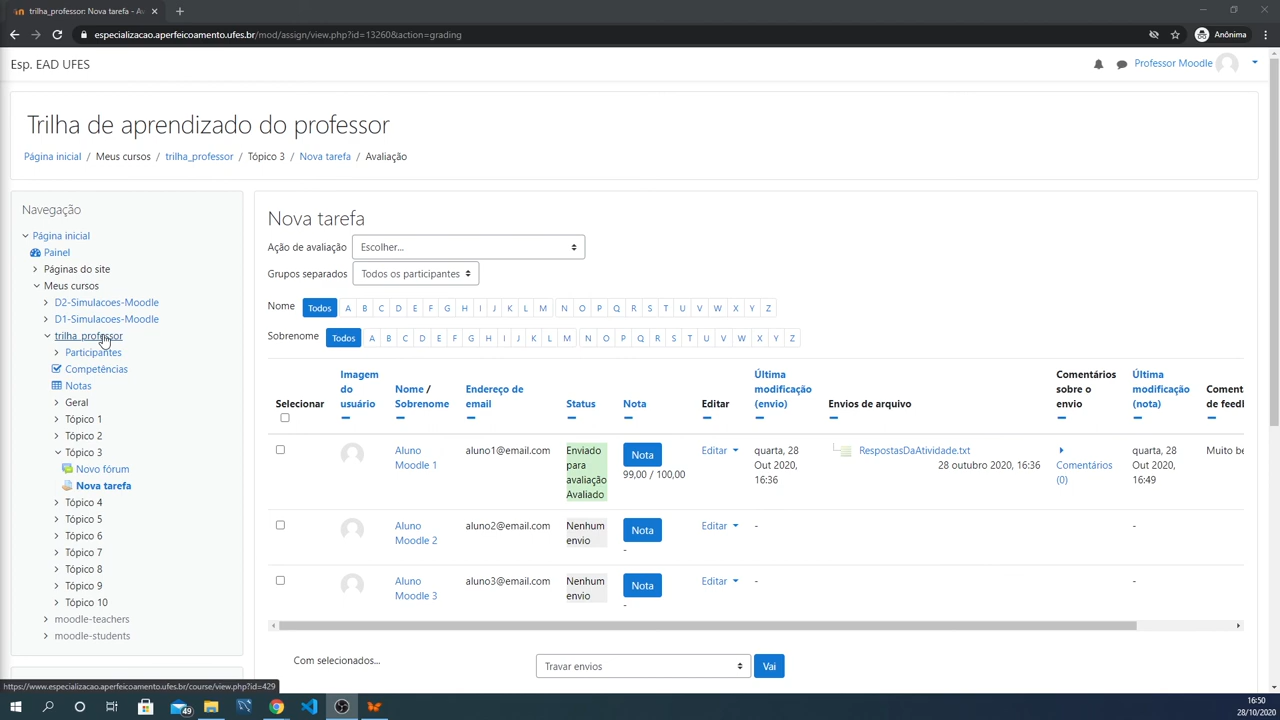 trilha_professor: Nova tarefa - Av
especializacao.aperfeicoamento.ufes.br/mod/assign/view.php?id=13260&action=grading
Anônima
Esp. EAD UFES
Professor Moodle
Trilha de aprendizado do professor
Página inicial / Meus cursos / trilha_professor / Tópico 3 / Nova tarefa / Avaliação
Navegação
Página inicial
Painel
Páginas do site
Meus cursos
D2-Simulacoes-Moodle
D1-Simulacoes-Moodle
trilha_professor
Participantes
Competências
Notas
Geral
Tópico 1
Tópico 2
Tópico 3
Novo fórum
Nova tarefa
Tópico 4
Tópico 5
Tópico 6
Tópico 7
Tópico 8
Tópico 9
Tópico 10
moodle-teachers
moodle-students
Nova tarefa
Ação de avaliação Escolher...
Grupos separados Todos os participantes
Nome Todos A B C D E F G H I J K L M N O P Q R S T U V W X Y Z
Sobrenome Todos A B C D E F G H I J K L M N O P Q R S T U V W X Y Z
Selecionar
Imagem
do
usuário
Nome /
Sobrenome
Endereço de
email
Status
Nota
Editar
Última
modificação
(envio)
Envios de arquivo
Comentários
sobre o
envio
Última
modificação
(nota)
Coment
de feedl
Aluno
Moodle 1
aluno1@email.com
Enviado
para
avaliação
Avaliado
Nota
99,00 / 100,00
Editar
quarta, 28
Out 2020,
16:36
RespostasDaAtividade.txt
28 outubro 2020, 16:36
Comentários
(0)
quarta, 28
Out 2020,
16:49
Muito be
Aluno
Moodle 2
aluno2@email.com
Nenhum
envio
Nota
-
Editar
-
-
Aluno
Moodle 3
aluno3@email.com
Nenhum
envio
Nota
-
Editar
-
-
Com selecionados...
Travar envios
Vai
https://www.especializacao.aperfeicoamento.ufes.br/course/view.php?id=429
49
16:50
28/10/2020